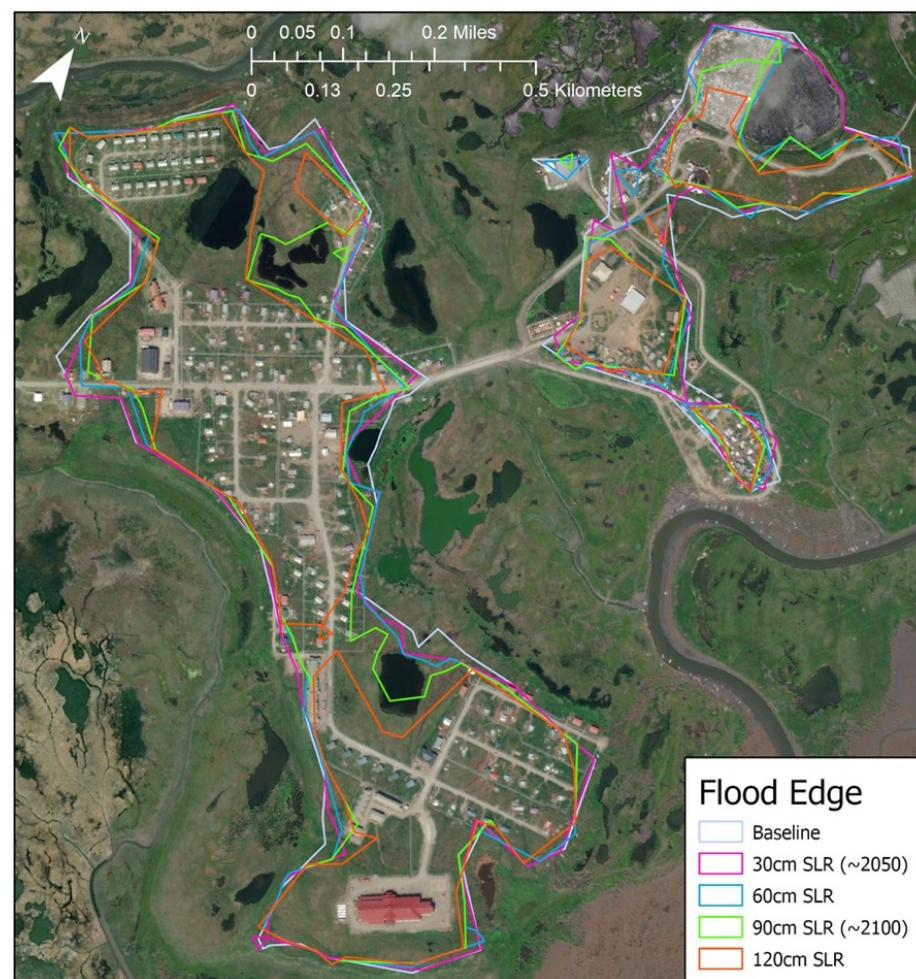 N
0 0.05 0.1 0.2 Miles
0 0.13 0.25 0.5 Kilometers
Flood Edge
Baseline
30cm SLR (~2050)
60cm SLR
90cm SLR (~2100)
120cm SLR